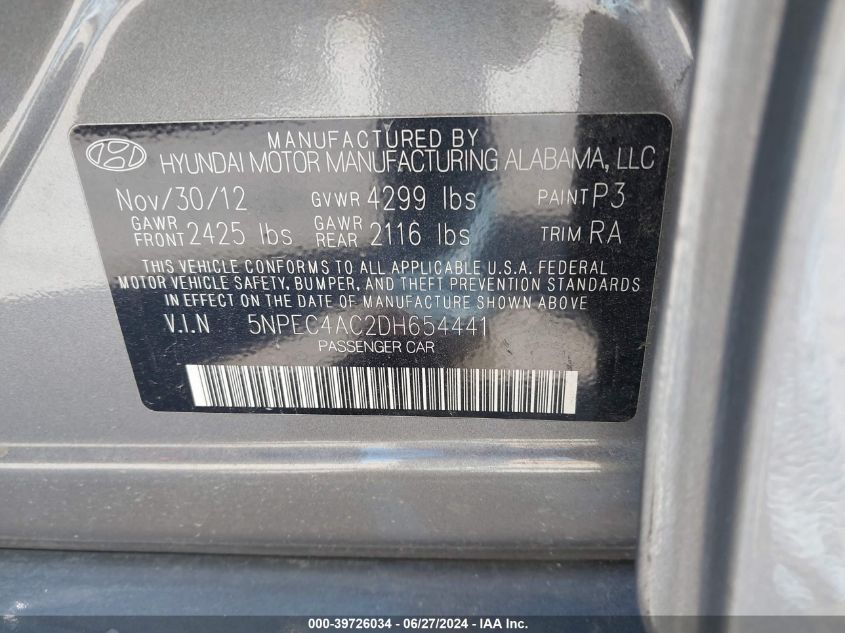 MANUFACTURED BY
HYUNDAI MOTOR MANUFACTURING ALABAMA, LLC
Nov/30/12 GVWR 4299 lbs PAINT P3
GAWR FRONT 2425 lbs GAWR REAR 2116 lbs TRIM RA
THIS VEHICLE CONFORMS TO ALL APPLICABLE U.S.A. FEDERAL
MOTOR VEHICLE SAFETY, BUMPER, AND THEFT PREVENTION STANDARDS
IN EFFECT ON THE DATE OF MANUFACTURE SHOWN ABOVE
V.I.N 5NPEC4AC2DH654441
PASSENGER CAR
000-39726034 - 06/27/2024 - IAA, Inc.